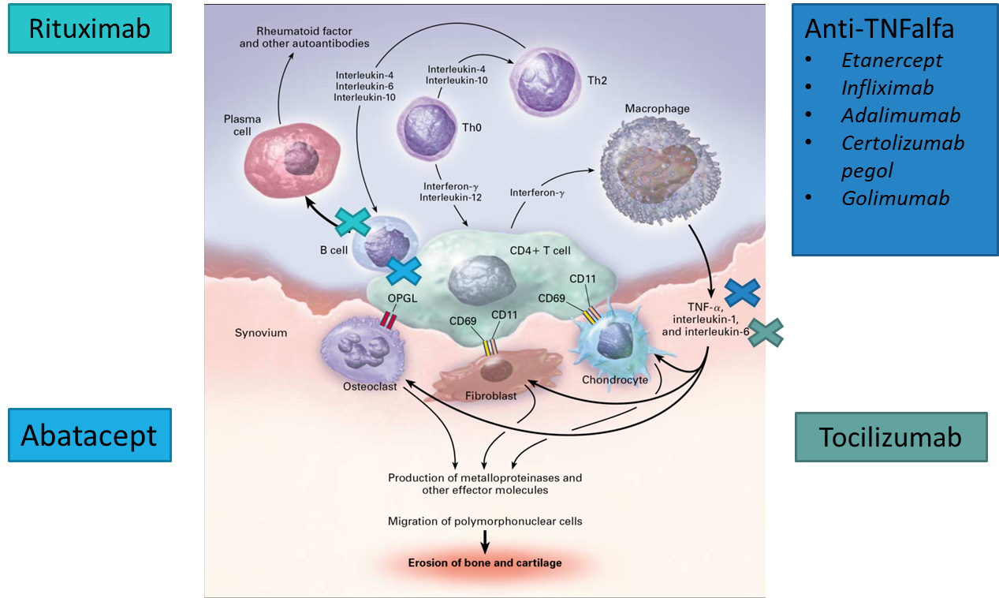 Rituximab
Rheumatoid factor
and other autoantibodies
Interleukin-4
Interleukin-6
Interleukin-10
Interleukin-4
Interleukin-10
Th2
Th0
Plasma
cell
Macrophage
Interferon-γ
Interleukin-12
Interferon-γ
B cell
CD4+ T cell
OPGL
CD69
CD11
CD69
CD11
Synovium
TNF-α,
interleukin-1,
and interleukin-6
Osteoclast
Fibroblast
Chondrocyte
Production of metalloproteinases and
other effector molecules
Migration of polymorphonuclear cells
Erosion of bone and cartilage
Anti-TNFalfa
• Etanercept
• Infliximab
• Adalimumab
• Certolizumab
pegol
• Golimumab
Abatacept
Tocilizumab